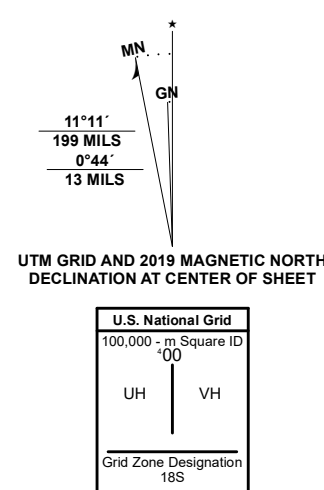 ★
MN
GN
11°11´
199 MILS
0°44´
13 MILS
UTM GRID AND 2019 MAGNETIC NORTH
DECLINATION AT CENTER OF SHEET
U.S. National Grid
100,000 - m Square ID
⁴00
UH VH
Grid Zone Designation
18S